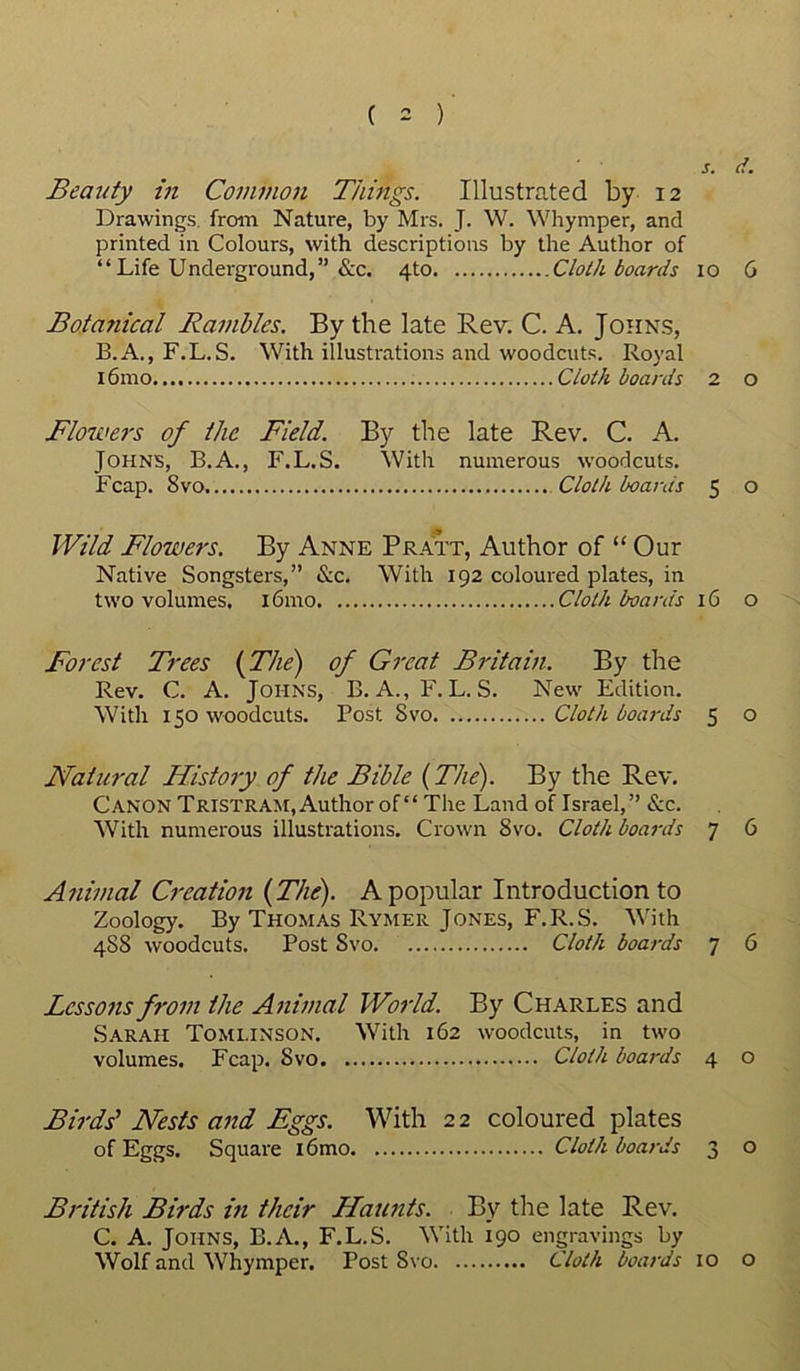 ( 2 )
s. d.
Beauty in Common Things. Illustrated by 12
Drawings, from Nature, by Mrs. J. W. Whymper, and
printed in Colours, with descriptions by the Author of
“Life Underground,” &c. 4to. ............Cloth boards 10 6
Botanical Rambles. By the late Rev. C. A. JOHNS,
B.A., F.L.S. With illustrations and woodcuts. Royal
16mo............................................Cloth boards 2 0
Flowers of the Field. By the late Rev. C. A.
JOHNS, B.A., F.L.S. With numerous woodcuts.
Fcap. 8vo.......................................Cloth boards 5 0
Wild Flowers. By ANNE PRATT, Author of “Our
Native Songsters,” &c. With 192 coloured plates, in
two volumes. 16mo. ..........................Cloth boards 16 0
Forest Trees (The) of Great Britain. By the
Rev. C. A. JOHNS, B.A., F.L.S. New Edition.
With 150 woodcuts. Post 8vo. ............Cloth boards 5 0
Natural History of the Bible (The). By the Rev.
CANON TRISTRAM, Author of “The Land of Israel,” &c.
With numerous illustrations. Crown 8vo. Cloth boards 7 6
Animal Creation (The). A popular Introduction to
Zoology. By THOMAS RYMER JONES, F.R.S. With
488 woodcuts. Post 8vo. ............... Cloth boards 7 6
Lessons from the Animal World. By CHARLES and
SARAH TOMLINSON. With 162 woodcuts, in two
volumes. Fcap. 8vo. ........................ Cloth boards 4 0
Birds’ Nests and Eggs. With 22 coloured plates
of Eggs. Square 16mo. ...................... Cloth boards 3 0
British Birds in their Haunts. By the late Rev.
C. A. JOHNS, B.A., F.L.S. With 190 engravings by
Wolf and Whymper. Post 8vo. .......... Cloth boards 10 0